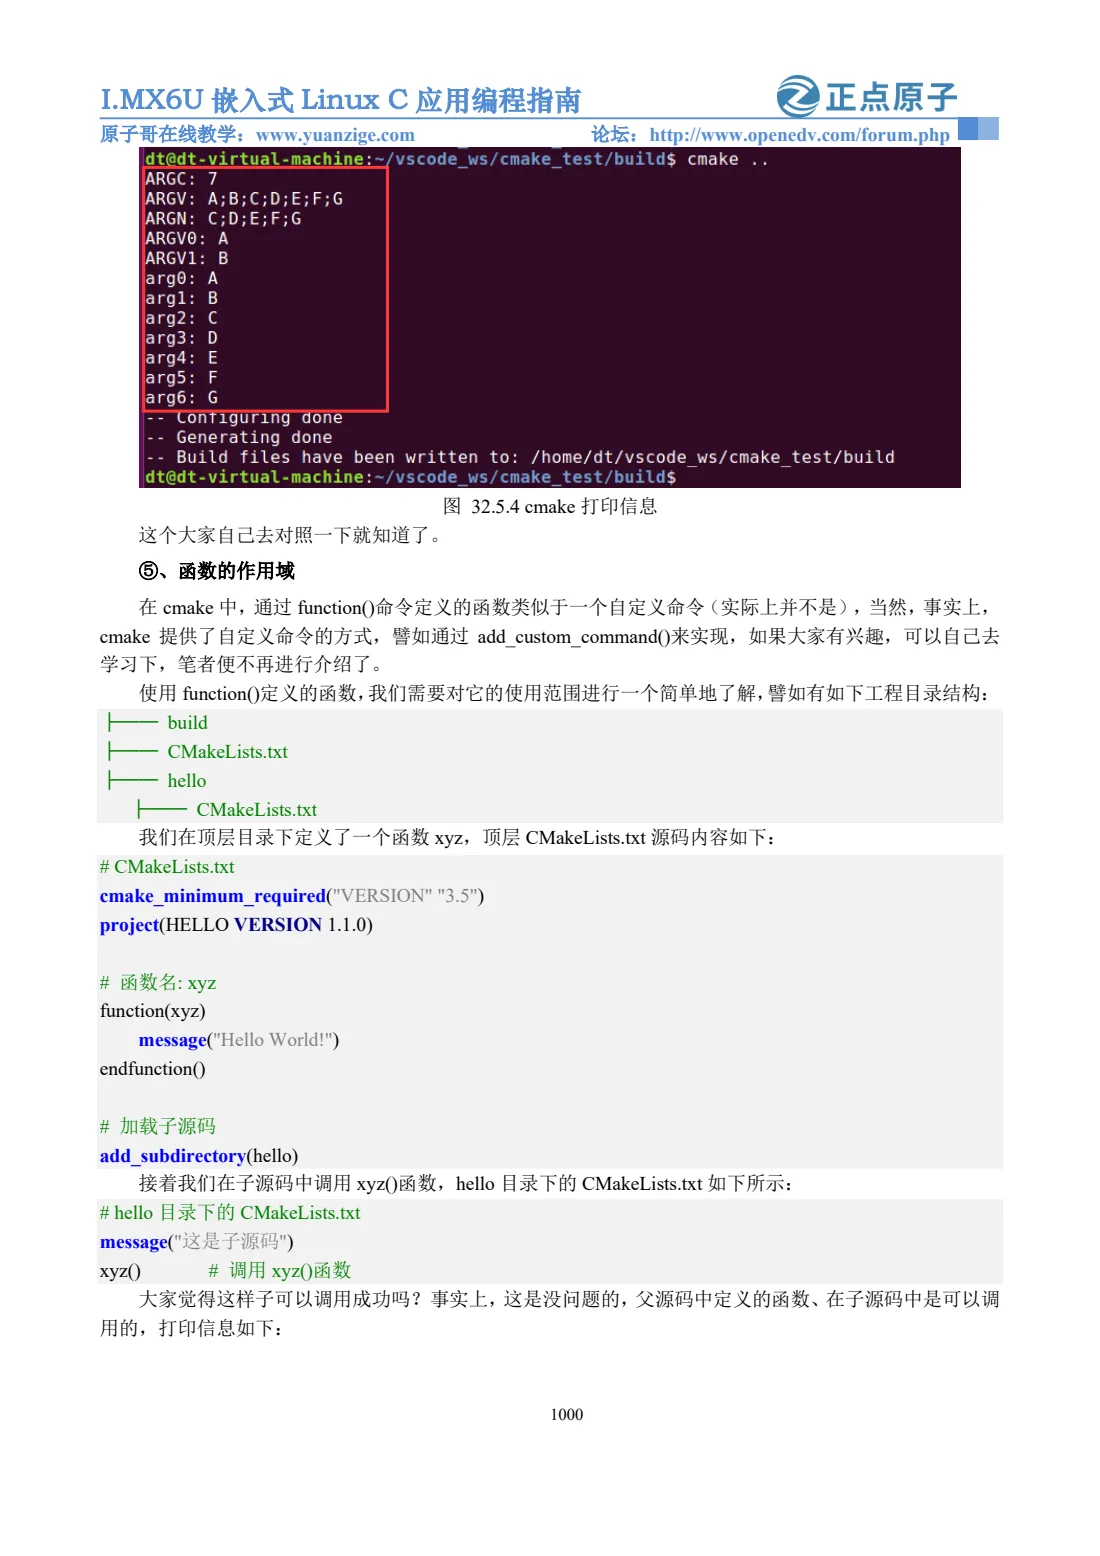 I.MX6U 嵌入式 Linux C 应用编程指南
正点原子
原子哥在线教学：www.yuanzige.com 论坛：http://www.openedv.com/forum.php
dt@dt-virtual-machine:~/vscode_ws/cmake_test/build$ cmake ..
ARGC: 7
ARGV: A;B;C;D;E;F;G
ARGN: C;D;E;F;G
ARGV0: A
ARGV1: B
arg0: A
arg1: B
arg2: C
arg3: D
arg4: E
arg5: F
arg6: G
-- Configuring done
-- Generating done
-- Build files have been written to: /home/dt/vscode_ws/cmake_test/build
dt@dt-virtual-machine:~/vscode_ws/cmake_test/build$
图 32.5.4 cmake 打印信息
这个大家自己去对照一下就知道了。
⑤、函数的作用域
在 cmake 中，通过 function()命令定义的函数类似于一个自定义命令（实际上并不是），当然，事实上，
cmake 提供了自定义命令的方式，譬如通过 add_custom_command()来实现，如果大家有兴趣，可以自己去
学习下，笔者便不再进行介绍了。
使用 function()定义的函数，我们需要对它的使用范围进行一个简单地了解，譬如有如下工程目录结构：
├── build
├── CMakeLists.txt
├── hello
├── CMakeLists.txt
我们在顶层目录下定义了一个函数 xyz，顶层 CMakeLists.txt 源码内容如下：
# CMakeLists.txt
cmake_minimum_required("VERSION" "3.5")
project(HELLO VERSION 1.1.0)
# 函数名: xyz
function(xyz)
message("Hello World!")
endfunction()
# 加载子源码
add_subdirectory(hello)
接着我们在子源码中调用 xyz()函数，hello 目录下的 CMakeLists.txt 如下所示：
# hello 目录下的 CMakeLists.txt
message("这是子源码")
xyz() # 调用 xyz()函数
大家觉得这样子可以调用成功吗？事实上，这是没问题的，父源码中定义的函数、在子源码中是可以调
用的，打印信息如下：
1000